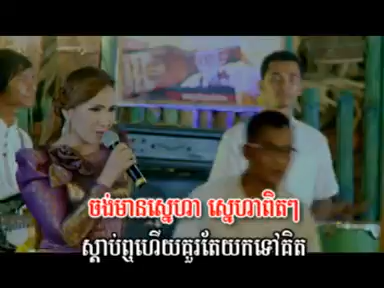 ចង់មានស្នេហា ស្នេហាពិតៗ
ស្ដាប់ឮហើយគួរតែយកទៅគិត